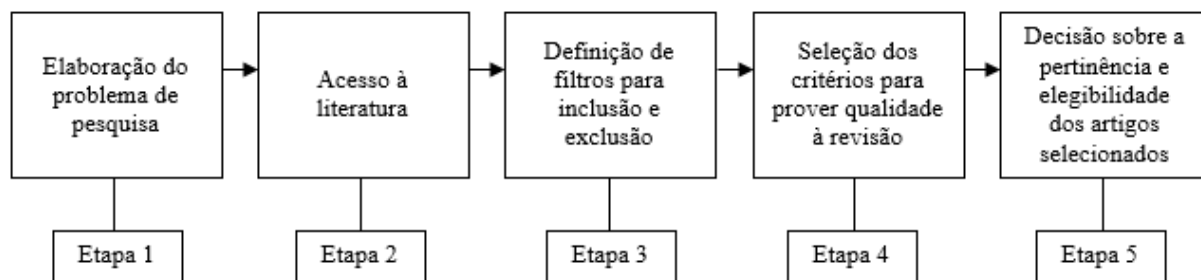 Elaboração do
problema de
pesquisa
Acesso à
literatura
Definição de
filtros para
inclusão e
exclusão
Seleção dos
critérios para
prover qualidade
à revisão
Decisão sobre a
pertinência e
elegibilidade
dos artigos
selecionados
Etapa 1
Etapa 2
Etapa 3
Etapa 4
Etapa 5